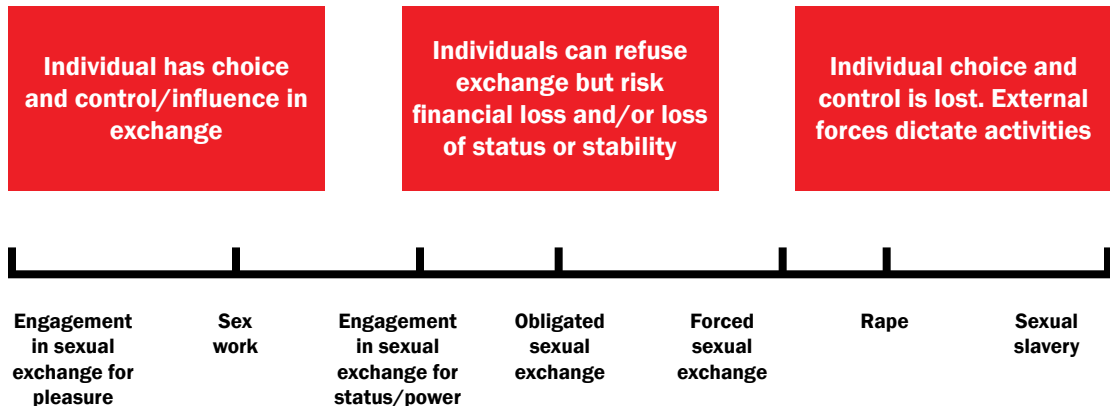 Individual has choice
and control/influence in
exchange
Individuals can refuse
exchange but risk
financial loss and/or loss
of status or stability
Individual choice and
control is lost. External
forces dictate activities
Engagement
in sexual
exchange for
pleasure
Sex
work
Engagement
in sexual
exchange for
status/power
Obligated
sexual
exchange
Forced
sexual
exchange
Rape
Sexual
slavery